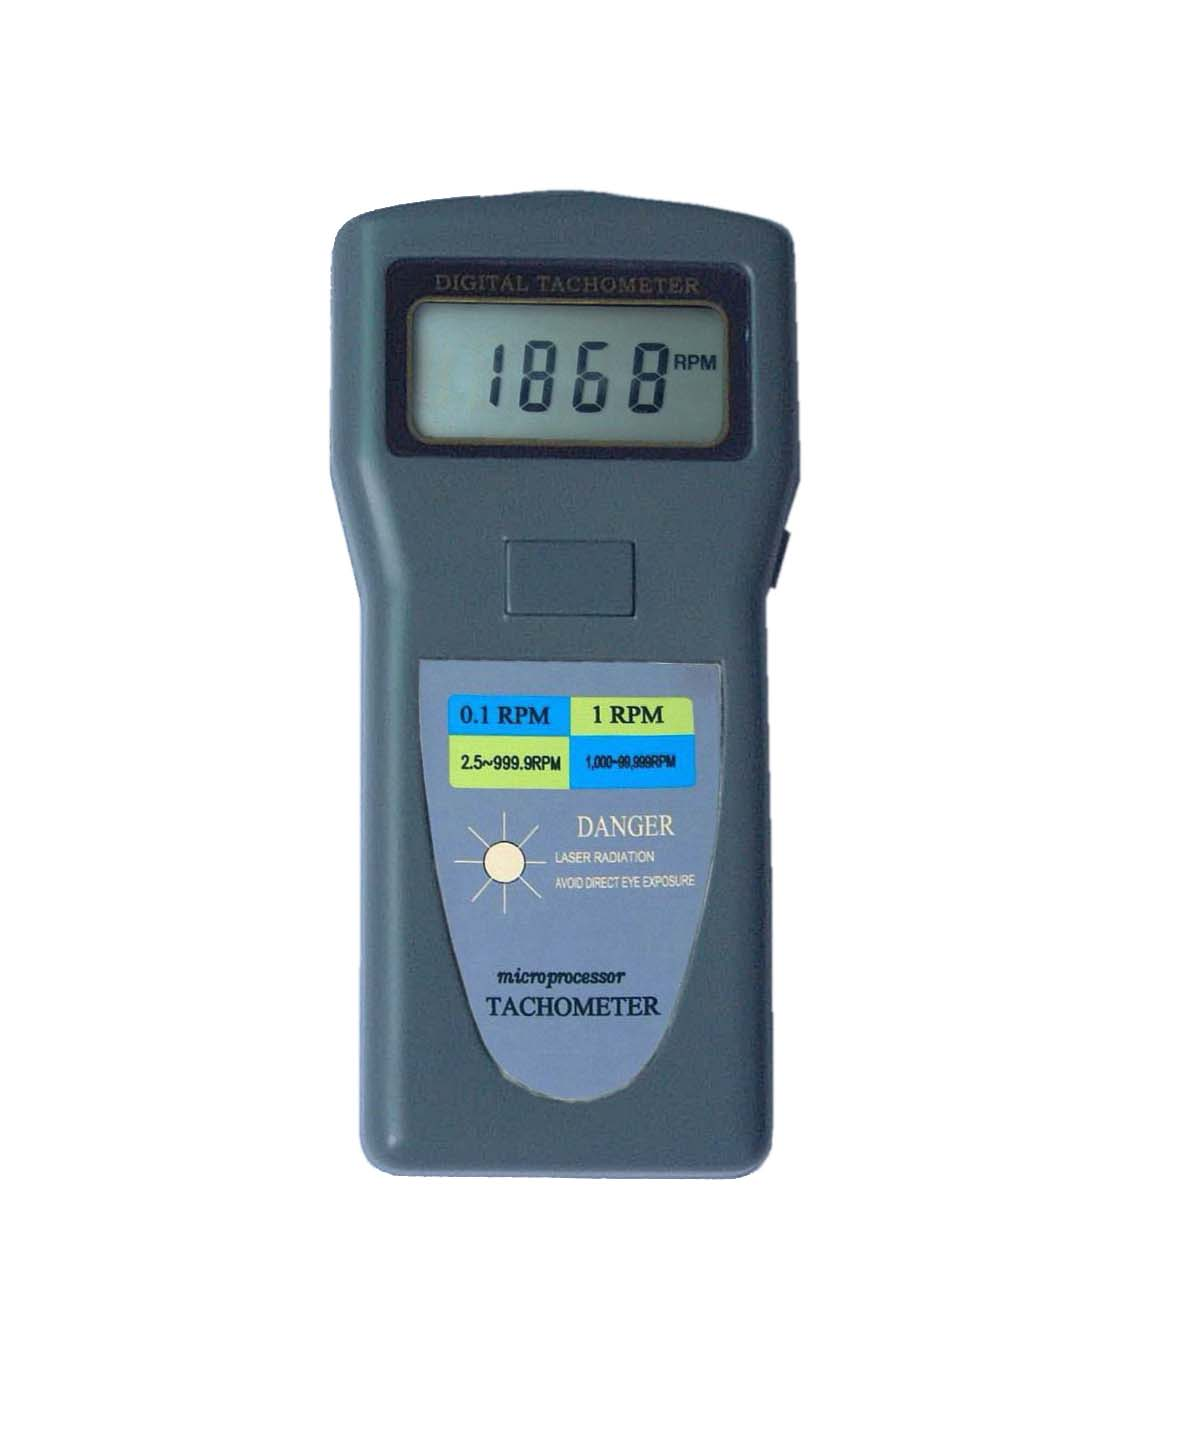 DIGITAL TACHOMETER
1868 RPM
0.1 RPM 1 RPM
2.5~999.9RPM 1,000~99,999RPM
DANGER
LASER RADIATION
AVOID DIRECT EYE EXPOSURE
microprocessor
TACHOMETER